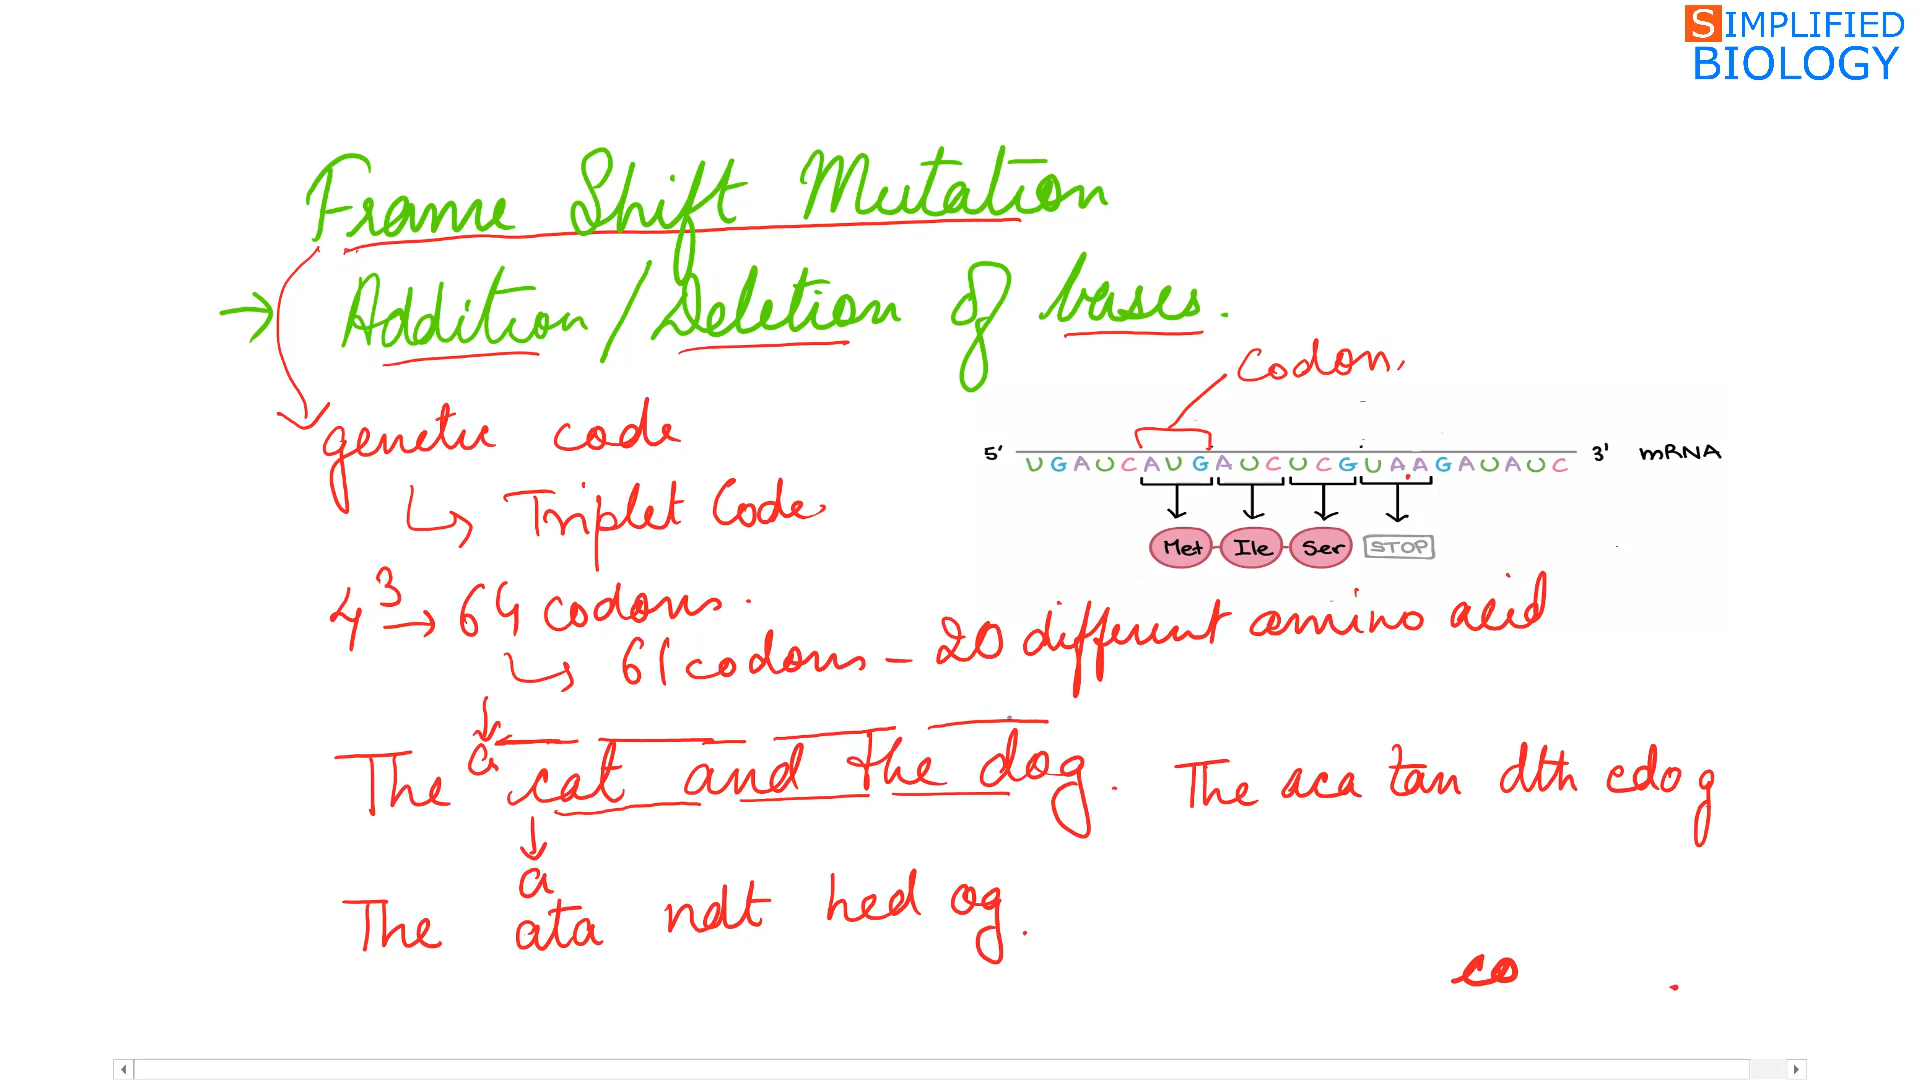 SIMPLIFIED
BIOLOGY
Frame Shift Mutation
→ Addition/Deletion of bases.
Codon,
genetic code
5' UGAUCAUGAUCUCGUAAGAUAUC 3' mRNA
Triplet Code
Met Ile Ser STOP
4³ → 64 codons.
61 codons - 20 different amino acid
a
The cat and the dog. The aca tan dth edo g
a
The ata ndt hed og.
co